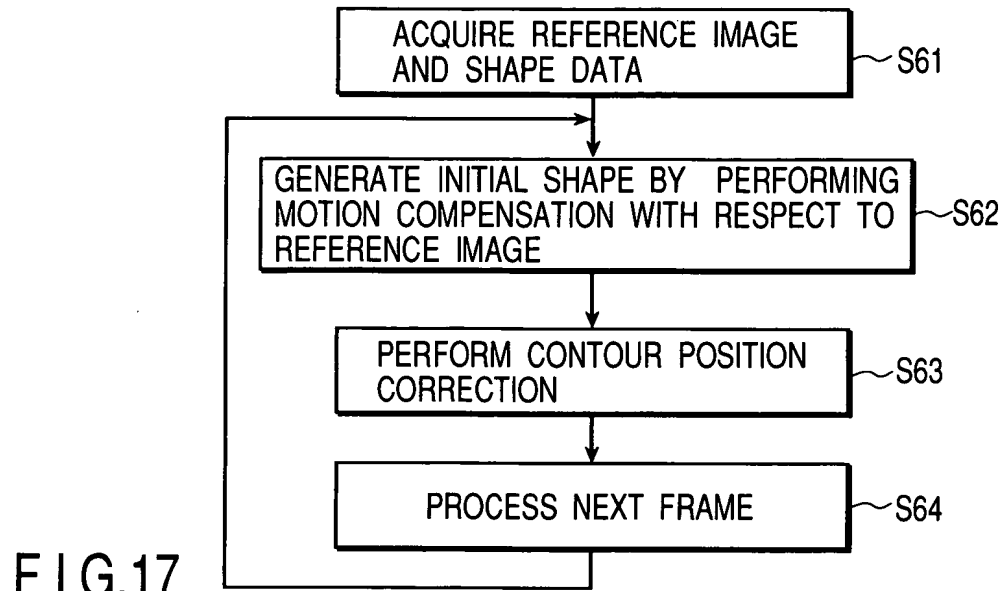 ACQUIRE REFERENCE IMAGE
AND SHAPE DATA
S61
GENERATE INITIAL SHAPE BY PERFORMING
MOTION COMPENSATION WITH RESPECT TO
REFERENCE IMAGE
S62
PERFORM CONTOUR POSITION
CORRECTION
S63
PROCESS NEXT FRAME
S64
FIG.17